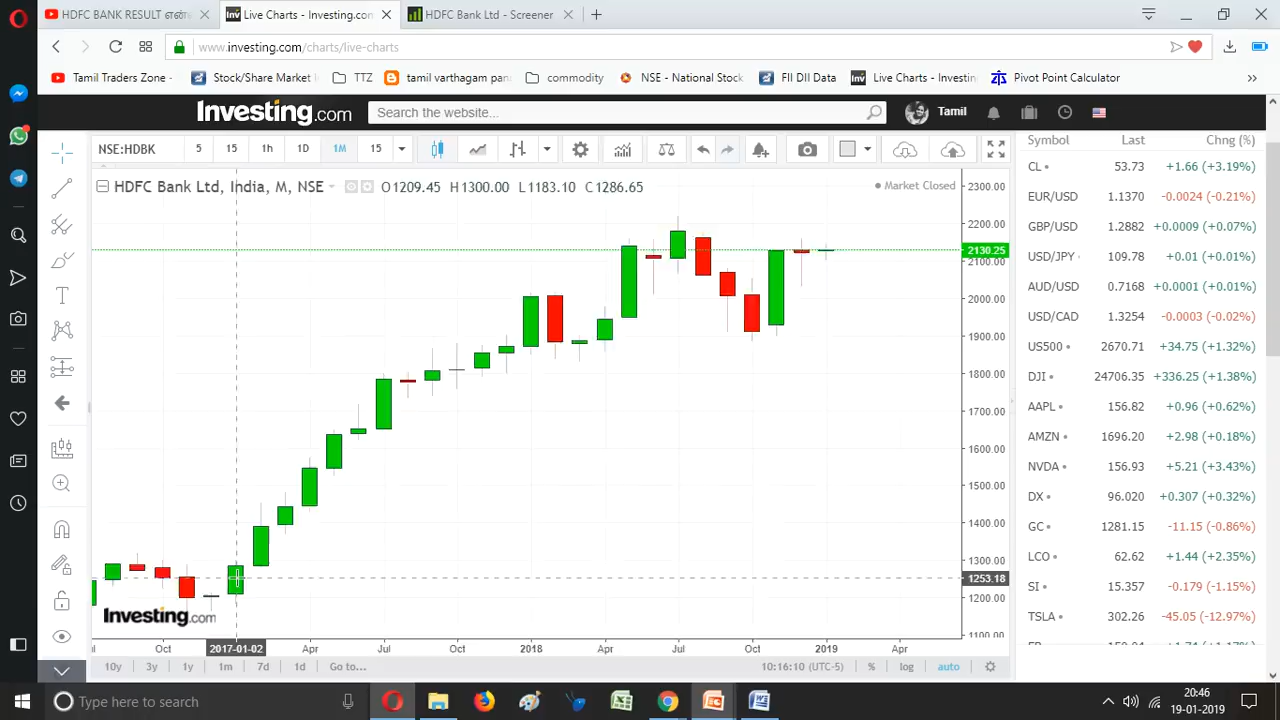 HDFC BANK RESULT
Live Charts - Investing.com
HDFC Bank Ltd - Screener
www.investing.com/charts/live-charts
Tamil Traders Zone -
Stock/Share Market
TTZ
tamil varthagam pan
commodity
NSE - National Stock
FII DII Data
Live Charts - Investin
Pivot Point Calculator
Investing.com
Search the website...
Tamil
NSE:HDBK
5
15
1h
1D
1M
15
HDFC Bank Ltd, India, M, NSE
O1209.45 H1300.00 L1183.10 C1286.65
Market Closed
2300.00
2200.00
2130.25
2100.00
2000.00
1900.00
1800.00
1700.00
1600.00
1500.00
1400.00
1300.00
1253.18
1200.00
1100.00
Investing.com
Oct
2017-01-02
Apr
Jul
Oct
2018
Apr
Jul
Oct
2019
Apr
10y 3y 1y 1m 7d 1d Go to...
10:16:10 (UTC-5) % log auto
Symbol Last Chng (%)
CL 53.73 +1.66 (+3.19%)
EUR/USD 1.1370 -0.0024 (-0.21%)
GBP/USD 1.2882 +0.0009 (+0.07%)
USD/JPY 109.78 +0.01 (+0.01%)
AUD/USD 0.7168 +0.0001 (+0.01%)
USD/CAD 1.3254 -0.0003 (-0.02%)
US500 2670.71 +34.75 (+1.32%)
DJI 24706.35 +336.25 (+1.38%)
AAPL 156.82 +0.96 (+0.62%)
AMZN 1696.20 +2.98 (+0.18%)
NVDA 156.93 +5.21 (+3.43%)
DX 96.020 +0.307 (+0.32%)
GC 1281.15 -11.15 (-0.86%)
LCO 62.62 +1.44 (+2.35%)
SI 15.357 -0.179 (-1.15%)
TSLA 302.26 -45.05 (-12.97%)
Type here to search
20:46
19-01-2019